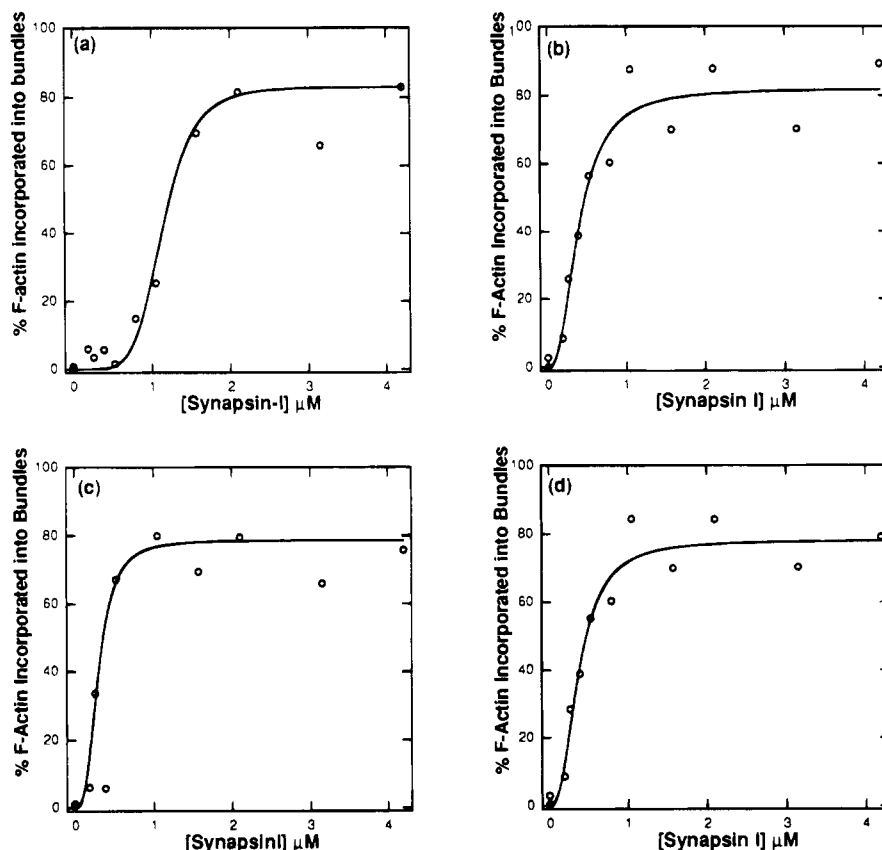 (a)
% F-actin incorporated into bundles
100
80
60
40
20
0
0 1 2 3 4
[Synapsin-I] μM
(b)
% F-Actin Incorporated into Bundles
100
80
60
40
20
0
0 1 2 3 4
[Synapsin I] μM
(c)
% F-Actin Incorporated into Bundles
100
80
60
40
20
0
0 1 2 3 4
[SynapsinI] μM
(d)
% F-Actin Incorporated into Bundles
100
80
60
40
20
0
0 1 2 3 4
[Synapsin I] μM